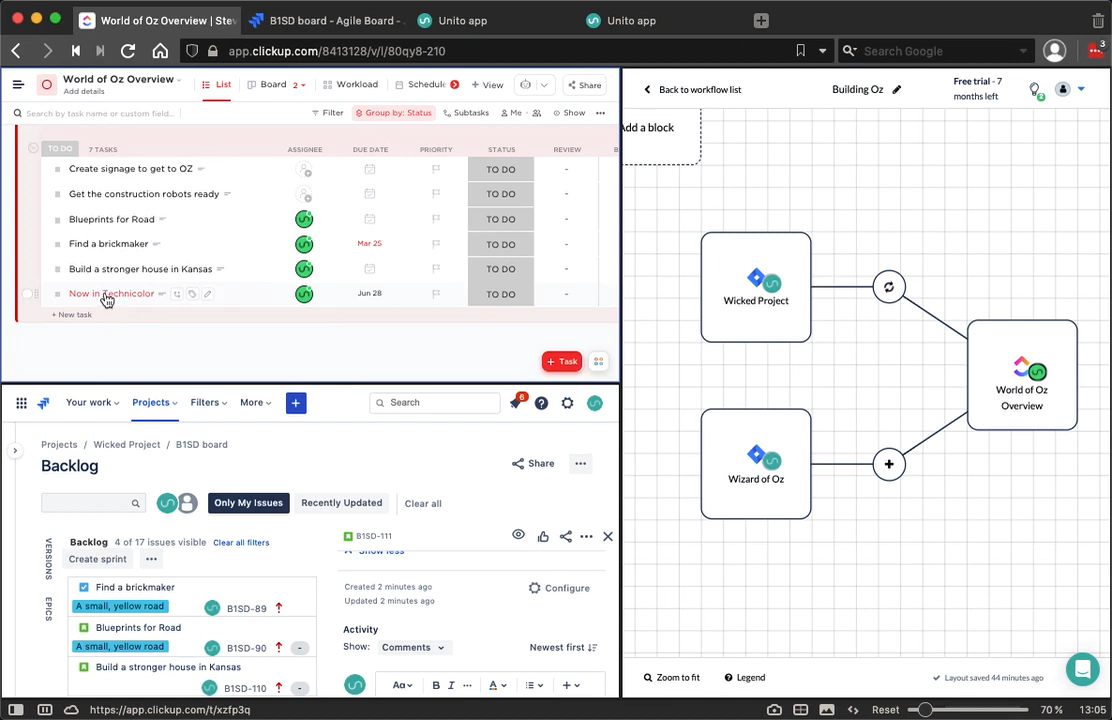 World of Oz Overview | Stev
B1SD board - Agile Board -
Unito app
Unito app
app.clickup.com/8413128/v/l/80qy8-210
Search Google
3
World of Oz Overview
Add details
List
Board 2
Workload
Schedule
+ View
Share
Search by task name or custom field...
Filter
Group by: Status
Subtasks
Me
Show
TO DO 7 TASKS ASSIGNEE DUE DATE PRIORITY STATUS REVIEW
Create signage to get to OZ TO DO -
Get the construction robots ready TO DO -
Blueprints for Road TO DO -
Find a brickmaker Mar 25 TO DO -
Build a stronger house in Kansas TO DO -
Now in Technicolor Jun 28 TO DO -
+ New task
+ Task
Your work
Projects
Filters
More
+
Search
6
Projects / Wicked Project / B1SD board
Backlog
Share
Only My Issues
Recently Updated
Clear all
VERSIONS
EPICS
Backlog 4 of 17 issues visible Clear all filters
Create sprint
Find a brickmaker
A small, yellow road B1SD-89
Blueprints for Road
A small, yellow road B1SD-90 -
Build a stronger house in Kansas
B1SD-110 -
B1SD-111
Show less
Created 2 minutes ago
Updated 2 minutes ago
Configure
Activity
Show: Comments Newest first
Aa B I ... A
Back to workflow list
Building Oz
Free trial - 7
months left
2
Add a block
Wicked Project
Wizard of Oz
World of Oz
Overview
Zoom to fit
Legend
Layout saved 44 minutes ago
https://app.clickup.com/t/xzfp3q
Reset
70 %
13:05